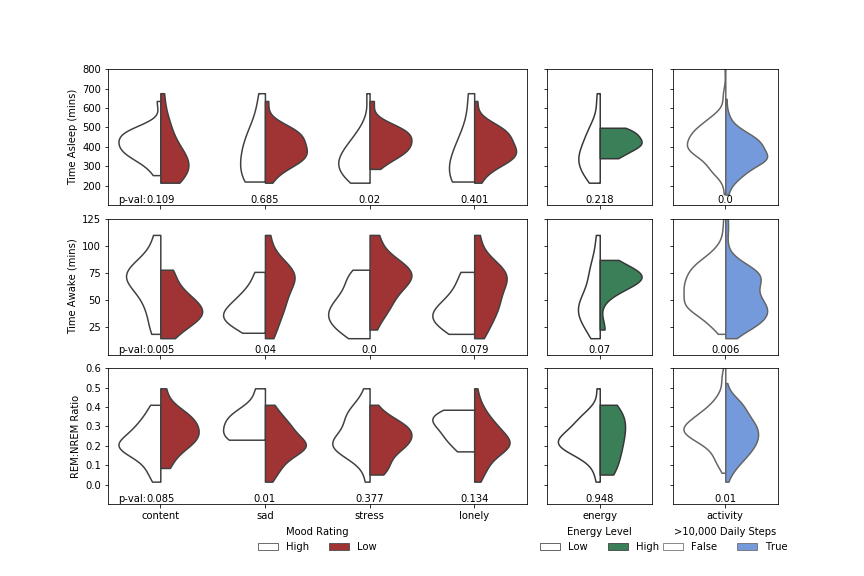 800
700
600
500
400
300
200
Time Asleep (mins)
p-val: 0.109 0.685 0.02 0.401 0.218 0.0
125
100
75
50
25
Time Awake (mins)
p-val: 0.005 0.04 0.0 0.079 0.07 0.006
0.6
0.5
0.4
0.3
0.2
0.1
0.0
REM:NREM Ratio
p-val: 0.085 0.01 0.377 0.134 0.948 0.01
content sad stress lonely energy activity
Mood Rating Energy Level >10,000 Daily Steps
High Low Low High False True